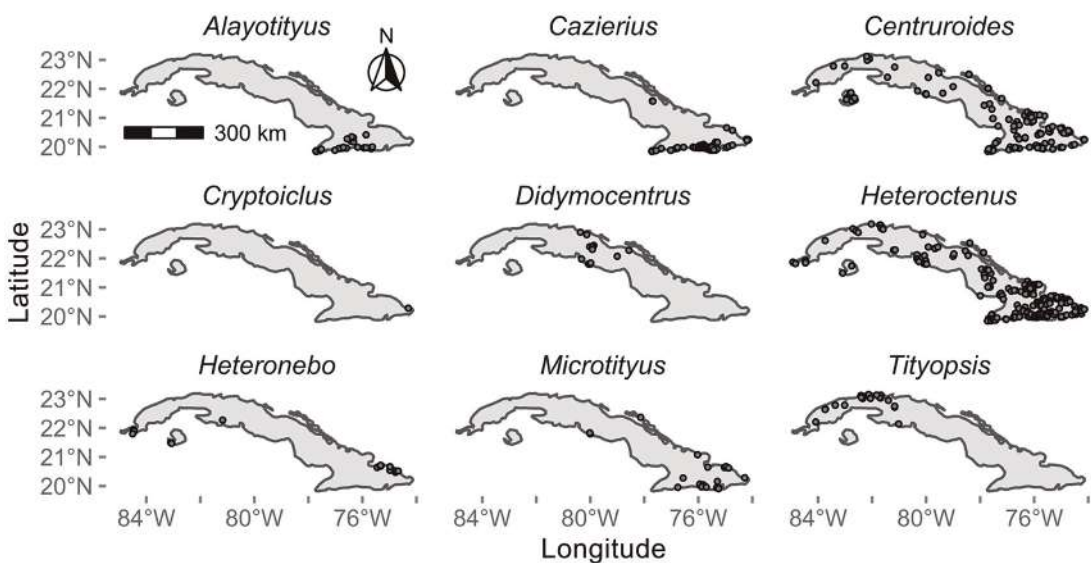 Alayotityus
Cazierius
Centruroides
N
23°N
22°N
21°N
20°N
300 km
Cryptoiclus
Didymocentrus
Heteroctenus
23°N
22°N
21°N
20°N
Latitude
Heteronebo
Microtityus
Tityopsis
23°N
22°N
21°N
20°N
84°W 80°W 76°W 84°W 80°W 76°W 84°W 80°W 76°W
Longitude